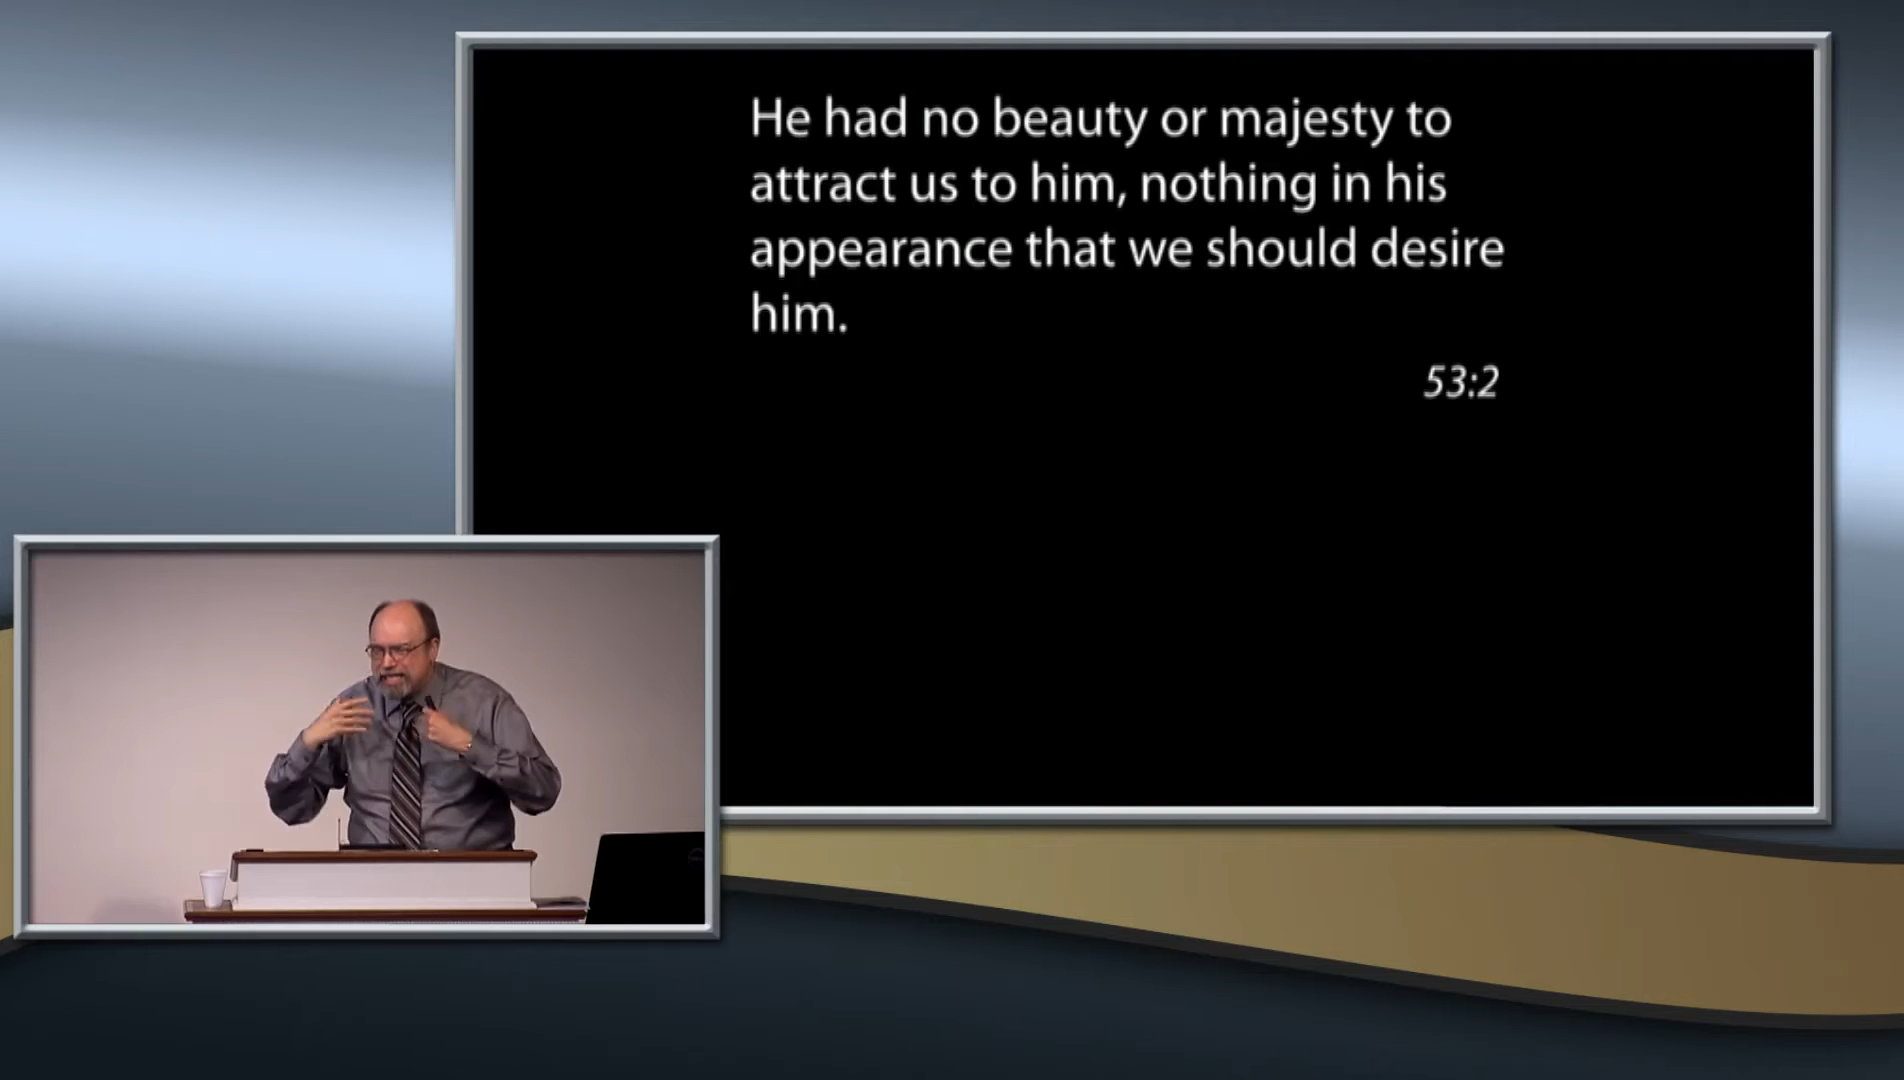 He had no beauty or majesty to
attract us to him, nothing in his
appearance that we should desire
him.
53:2